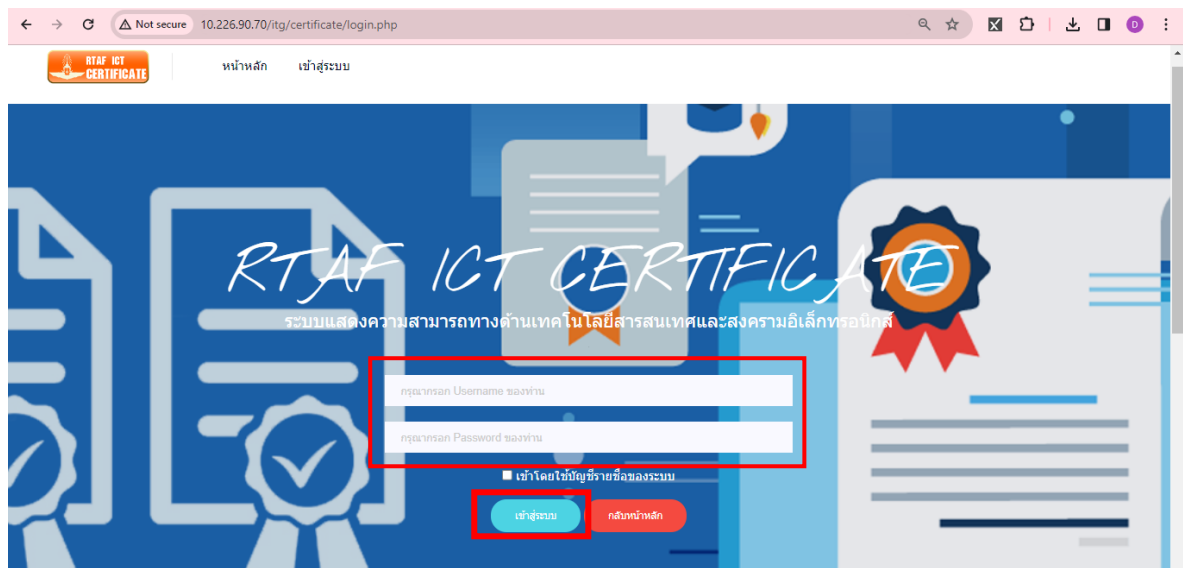 Not secure 10.226.90.70/itg/certificate/login.php
D
RTAF ICT
CERTIFICATE
หน้าหลัก เข้าสู่ระบบ
RTAF ICT CERTIFICATE
ระบบแสดงความสามารถทางด้านเทคโนโลยีสารสนเทศและสงครามอิเล็กทรอนิกส์
กรุณากรอก Username ของท่าน
กรุณากรอก Password ของท่าน
เข้าโดยใช้บัญชีรายชื่อของระบบ
เข้าสู่ระบบ กลับหน้าหลัก